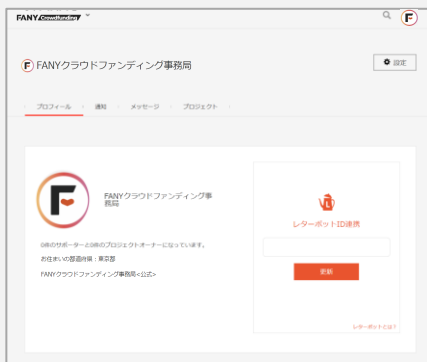 FANY Crowdfunding
FANYクラウドファンディング事務局
設定
プロフィール
通知
メッセージ
プロジェクト
FANYクラウドファンディング事
務局
0件のサポーターと0件のプロジェクトオーナーになっています。
お住まいの都道府県：東京都
FANYクラウドファンディング事務局<公式>
レターポットID連携
更新
レターポットとは?